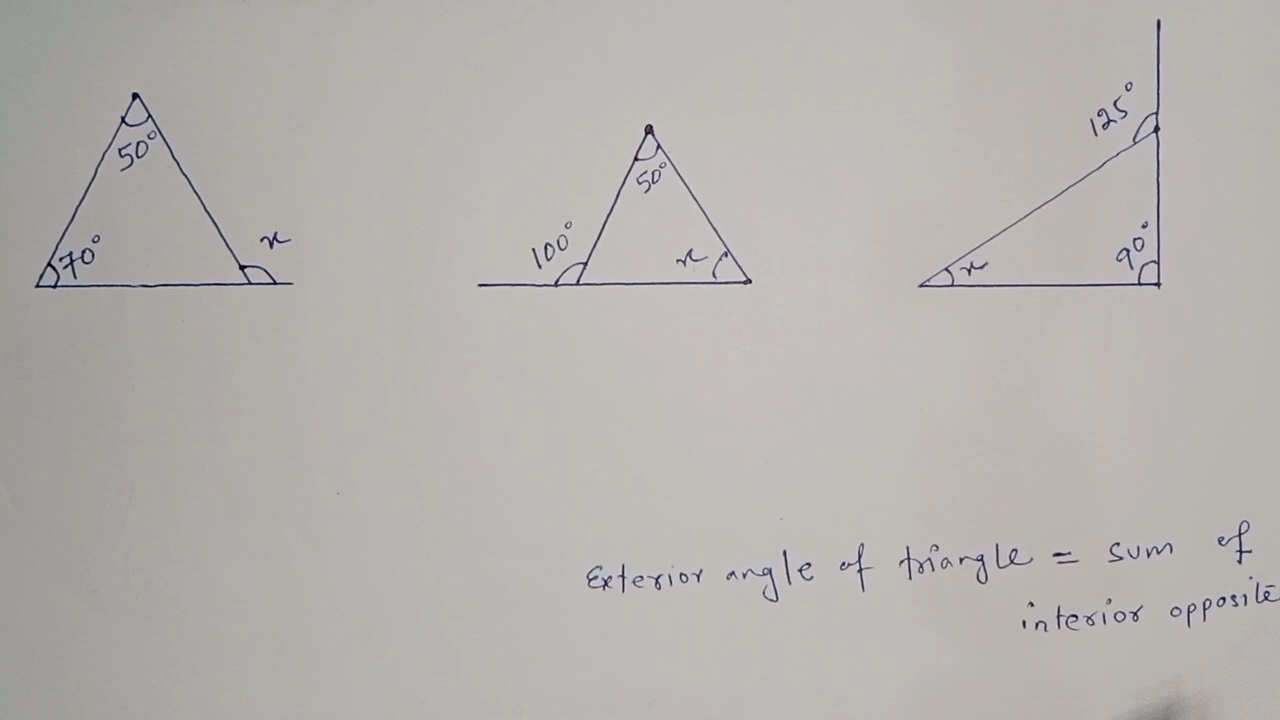 50°
70°
x
50°
100°
x
125°
90°
x
Exterior angle of triangle = sum of
interior opposite